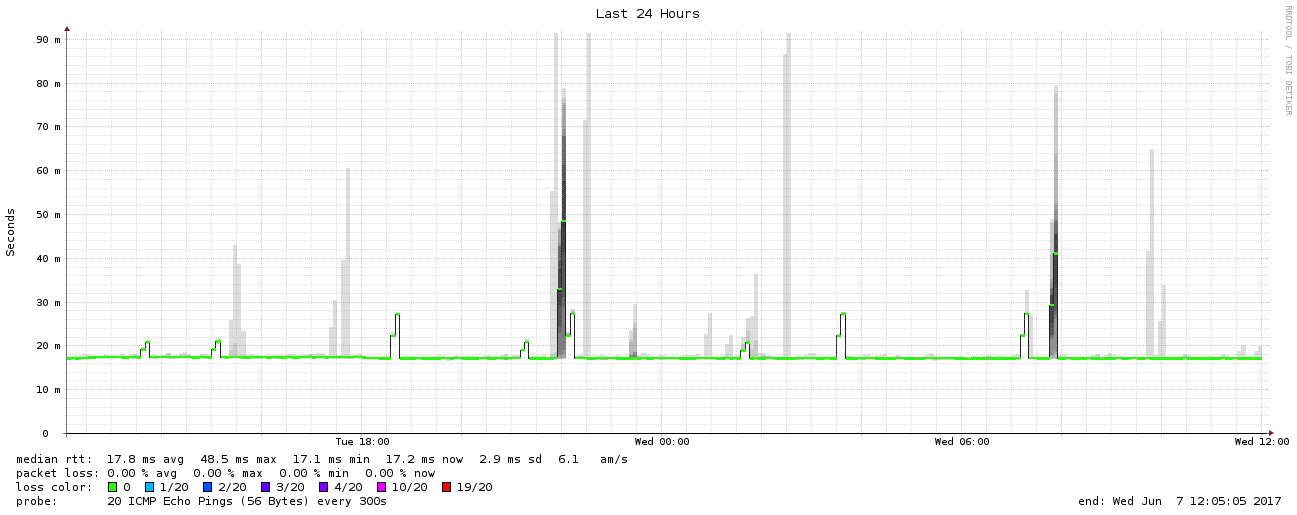 Last 24 Hours
RRDTOOL / TOBI OETIKER
Seconds
90 m
80 m
70 m
60 m
50 m
40 m
30 m
20 m
10 m
0
Tue 18:00 Wed 00:00 Wed 06:00 Wed 12:00
median rtt: 17.8 ms avg 48.5 ms max 17.1 ms min 17.2 ms now 2.9 ms sd 6.1 am/s
packet loss: 0.00 % avg 0.00 % max 0.00 % min 0.00 % now
loss color: 0 1/20 2/20 3/20 4/20 10/20 19/20
probe: 20 ICMP Echo Pings (56 Bytes) every 300s end: Wed Jun 7 12:05:05 2017